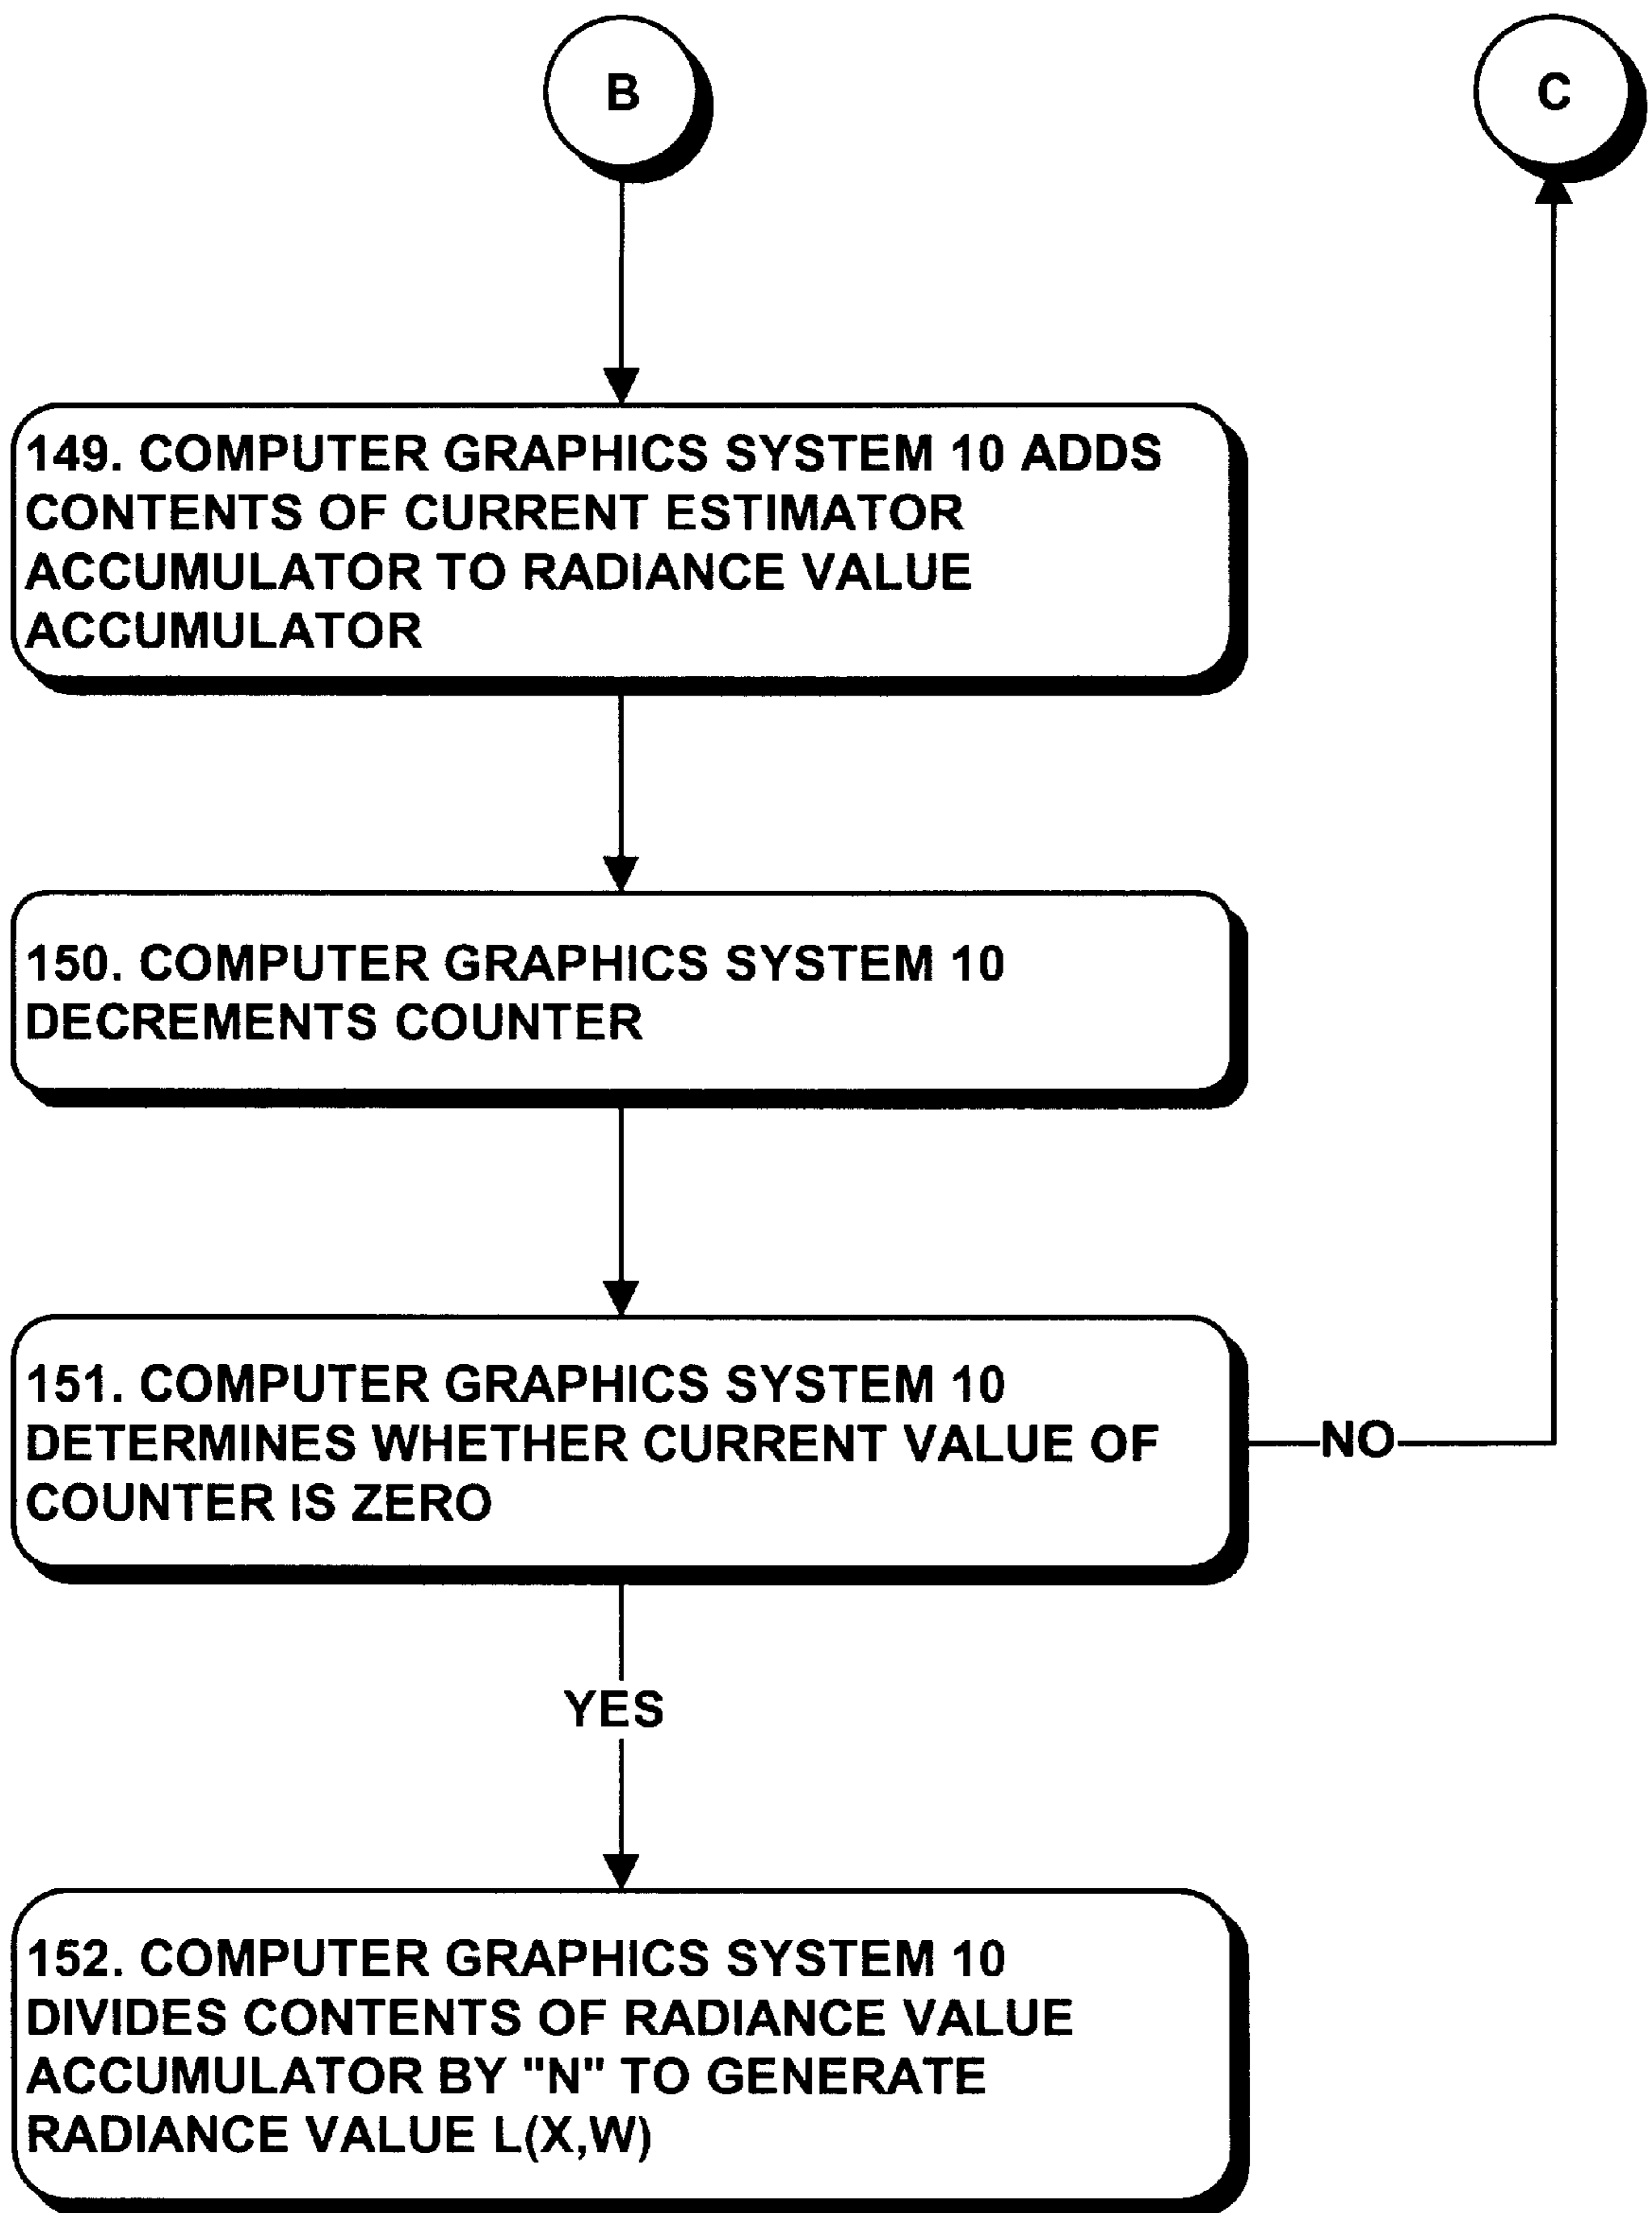 B
C
149. COMPUTER GRAPHICS SYSTEM 10 ADDS
CONTENTS OF CURRENT ESTIMATOR
ACCUMULATOR TO RADIANCE VALUE
ACCUMULATOR
150. COMPUTER GRAPHICS SYSTEM 10
DECREMENTS COUNTER
151. COMPUTER GRAPHICS SYSTEM 10
DETERMINES WHETHER CURRENT VALUE OF
COUNTER IS ZERO
NO
YES
152. COMPUTER GRAPHICS SYSTEM 10
DIVIDES CONTENTS OF RADIANCE VALUE
ACCUMULATOR BY "N" TO GENERATE
RADIANCE VALUE L(X,W)